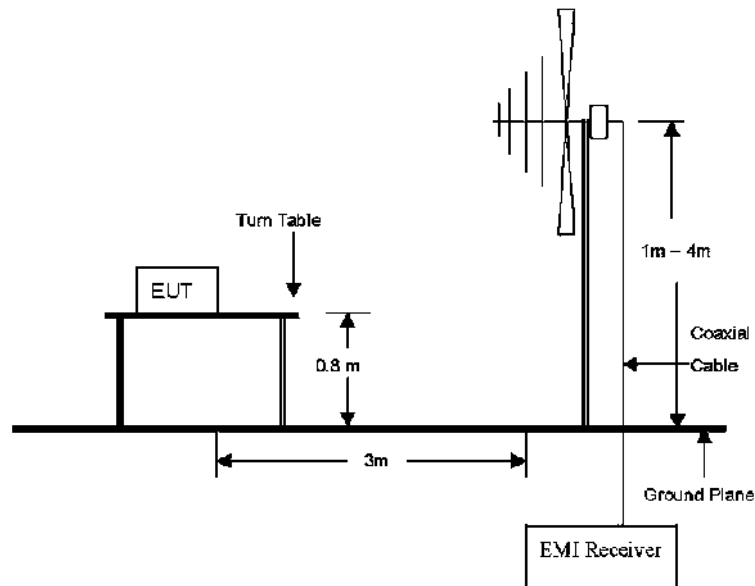 Turn Table
EUT
1m – 4m
Coaxial
Cable
0.8 m
3m
Ground Plane
EMI Receiver